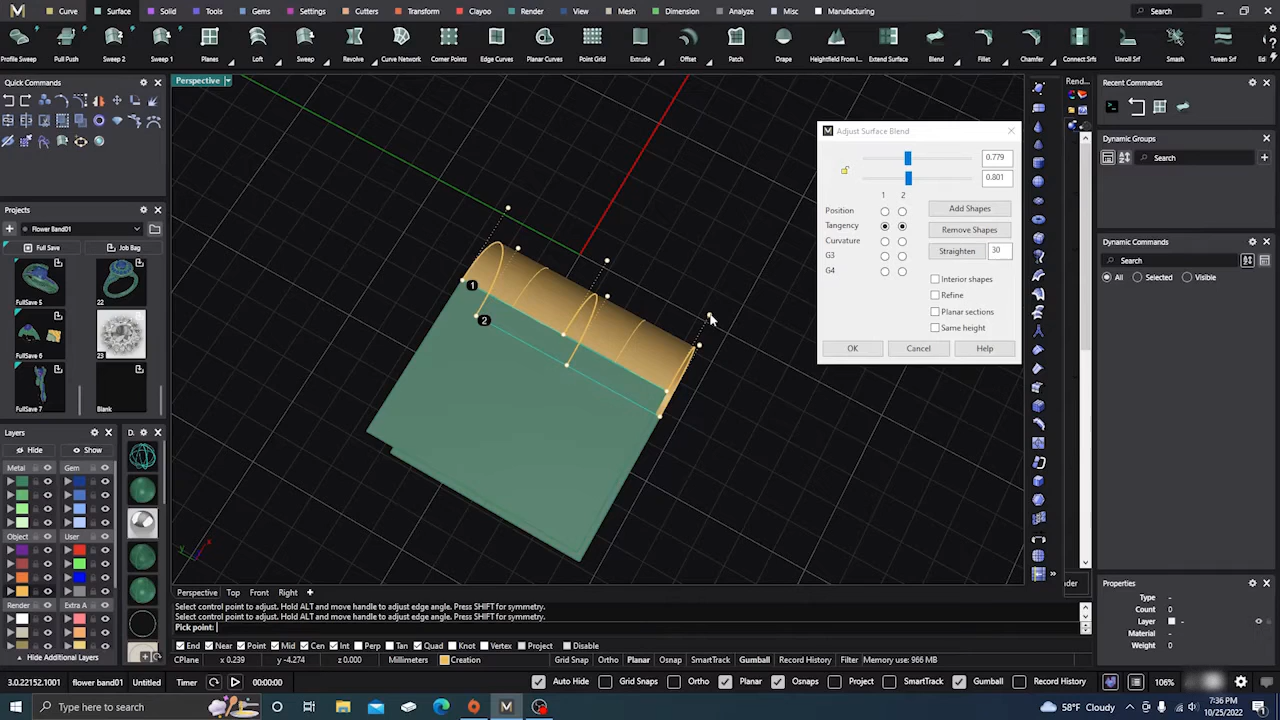 Curve Surface Solid Tools Gems Settings Transform Clayoo Render View Mesh Dimension Analyze Misc Manufacturing Search
Profile Swp Pull Push Sweep 1 Sweep 2 Planes Loft Sweep Revolve Curve Network Corner Points Edge Curves Planar Curves Point Grid Extrude Offset Patch Drape Heightfield From I... Extend Surface Blend Fillet Chamfer Connect Srfs Unroll Srf Smash Tween Srf
Quick Commands
Perspective
Rend...
Recent Commands
Dynamic Groups
Search
Adjust Surface Blend
0.779
0.801
1 2
Position
Tangency
Curvature
G3
G4
Add Shapes
Remove Shapes
Straighten 30
Interior shapes
Refine
Planar sections
Same height
OK Cancel Help
Projects
Flower Band01
Full Save Job Bag
FullSave 5 22
FullSave 6 23
FullSave 7 Blank
1
2
Dynamic Commands
Search
All Selected Visible
Layers
D.
Hide Show
Metal Gem
Object User
Render Extra A
Hide Additional Layers
y x
Perspective Top Front Right
Select control point to adjust. Hold ALT and move handle to adjust edge angle. Press SHIFT for symmetry.
Select control point to adjust. Hold ALT and move handle to adjust edge angle. Press SHIFT for symmetry.
Pick point:
End Near Point Mid Cen Int Perp Tan Quad Knot Vertex Project Disable
CPlane x 0.239 y -4.274 z 0.000 Millimeters Creation Grid Snap Ortho Planar Osnap SmartTrack Gumball Record History Filter Memory use: 966 MB
Properties
Type -
Count 0
Layer -
Material -
Weight 0
3.0.22152.1001 flower band01 Timer 00:00:00 Auto Hide Grid Snaps Ortho Planar Osnaps Project SmartTrack Gumball Record History 106%
Type here to search
58°F Cloudy
7:36 PM
10/25/2022